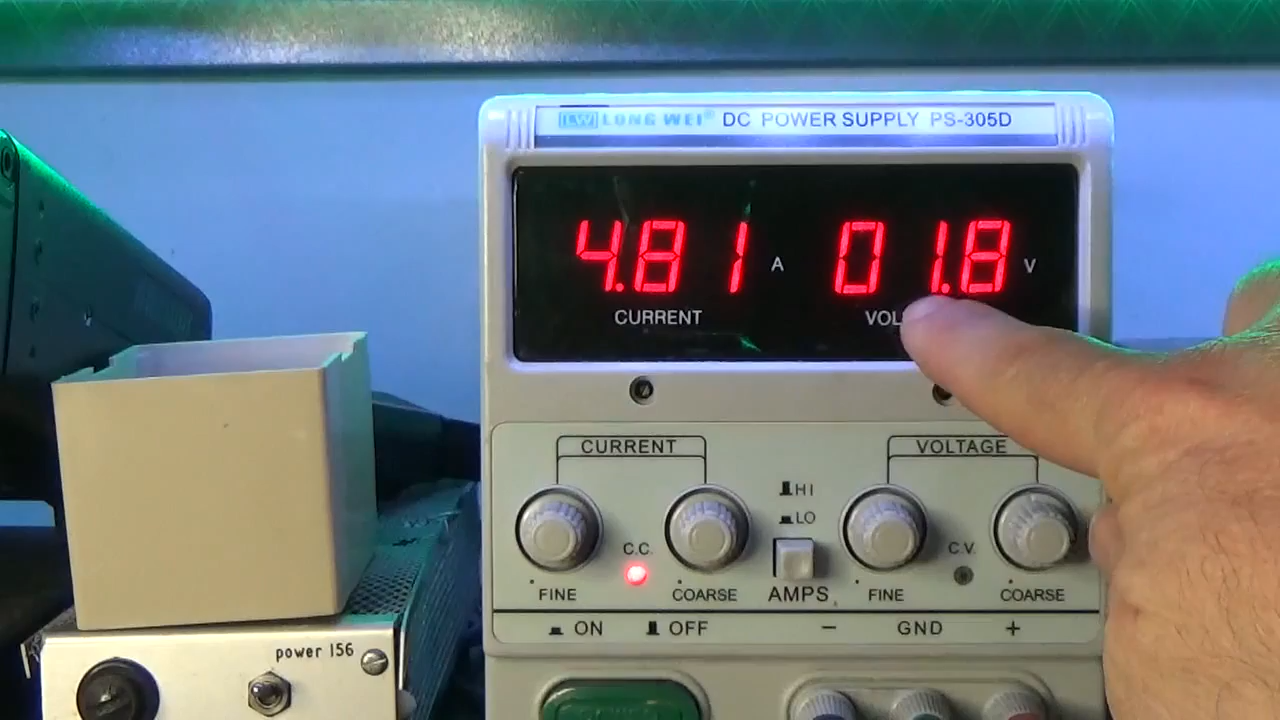 LW LONG WEI® DC POWER SUPPLY PS-305D
4.81 A 01.8 V
CURRENT
CURRENT VOLTAGE
HI
LO
C.C. C.V.
FINE COARSE AMPS FINE COARSE
ON OFF − GND +
power 156